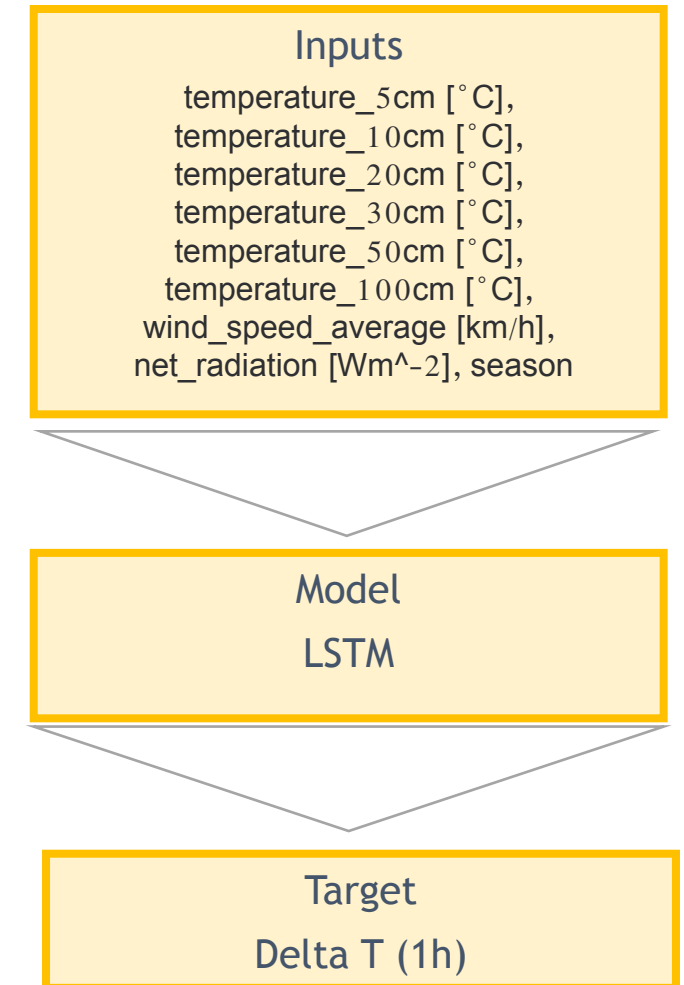 Inputs
temperature_5cm [°C],
temperature_10cm [°C],
temperature_20cm [°C],
temperature_30cm [°C],
temperature_50cm [°C],
temperature_100cm [°C],
wind_speed_average [km/h],
net_radiation [Wm^-2], season
Model
LSTM
Target
Delta T (1h)